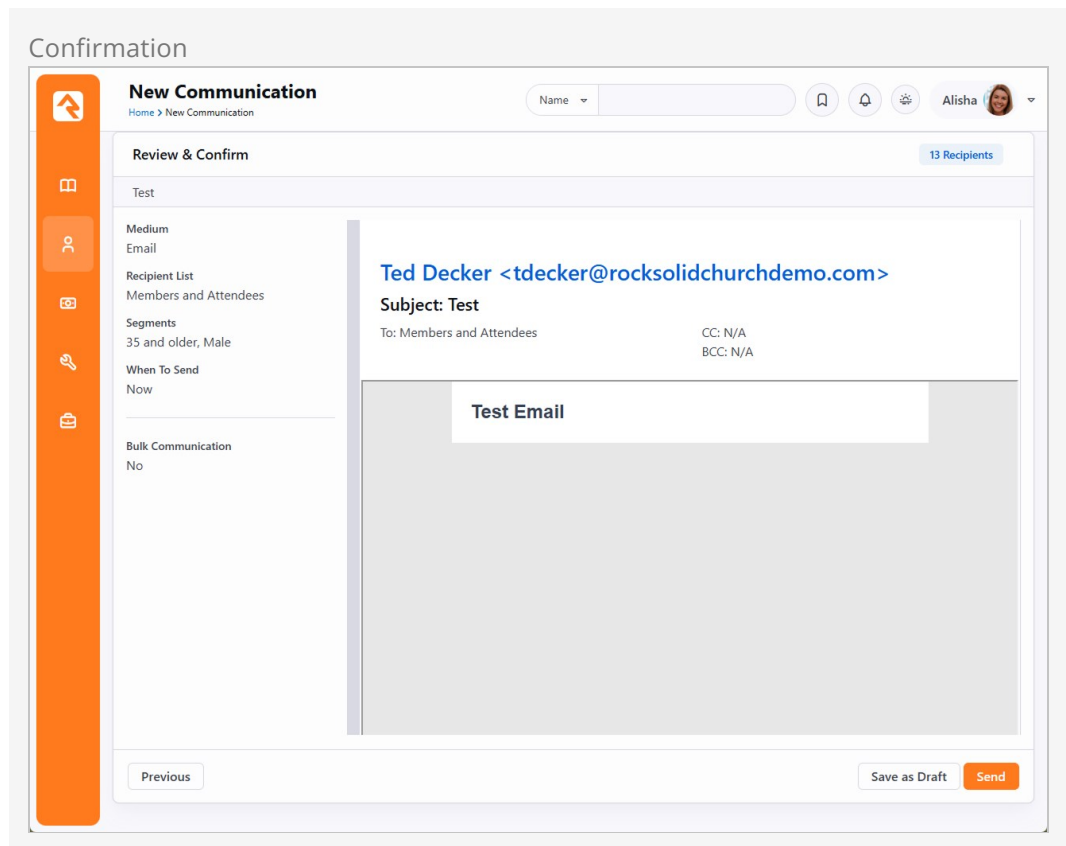 Confirmation
New Communication
Home > New Communication
Name
Alisha
Review & Confirm
13 Recipients
Test
Medium
Email
Recipient List
Members and Attendees
Segments
35 and older, Male
When To Send
Now
Bulk Communication
No
Ted Decker <tdecker@rocksolidchurchdemo.com>
Subject: Test
To: Members and Attendees
CC: N/A
BCC: N/A
Test Email
Previous
Save as Draft
Send